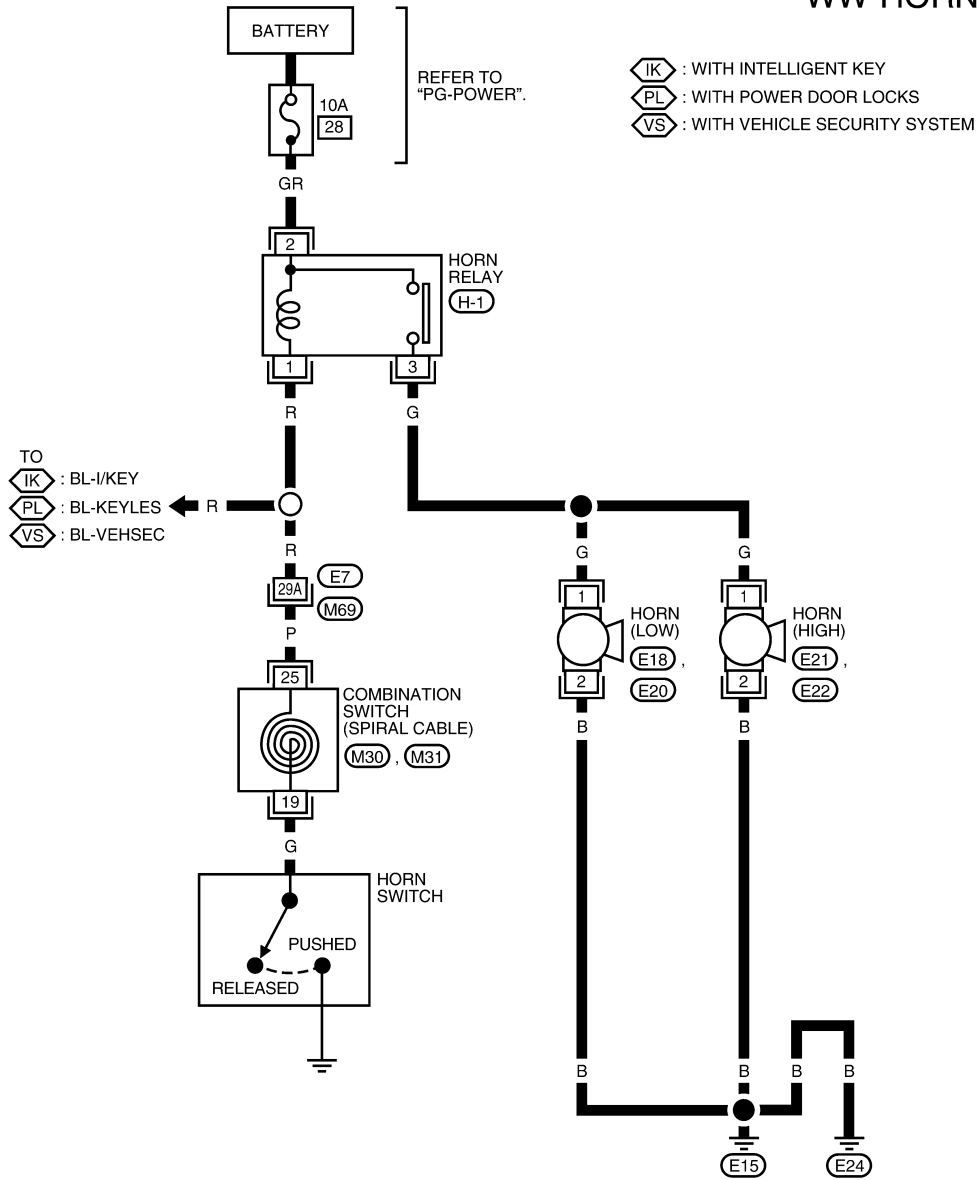 WW-HORN
BATTERY
REFER TO
“PG-POWER”.
10A
28
IK : WITH INTELLIGENT KEY
PL : WITH POWER DOOR LOCKS
VS : WITH VEHICLE SECURITY SYSTEM
GR
2
HORN
RELAY
H-1
1
3
R
G
TO
IK : BL-I/KEY
PL : BL-KEYLES
VS : BL-VEHSEC
R
R
29A
E7
M69
P
25
COMBINATION
SWITCH
(SPIRAL CABLE)
M30 , M31
19
G
HORN
SWITCH
PUSHED
RELEASED
G
G
1
HORN
(LOW)
E18 ,
E20
2
1
HORN
(HIGH)
E21 ,
E22
2
B
B
B
B
B
B
E15
E24